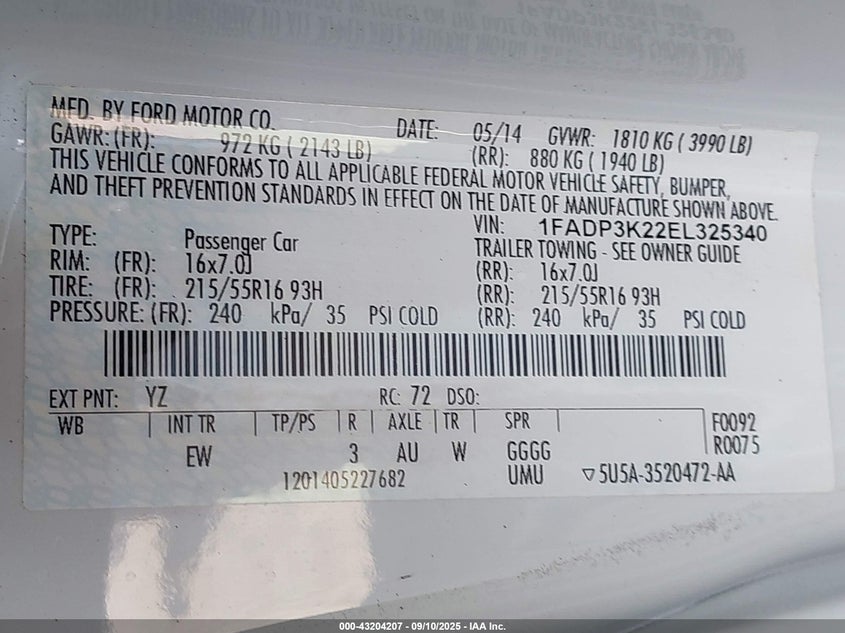 MFD. BY FORD MOTOR CO. DATE: 05/14 GVWR: 1810 KG ( 3990 LB)
GAWR: (FR): 972 KG ( 2143 LB) (RR): 880 KG ( 1940 LB)
THIS VEHICLE CONFORMS TO ALL APPLICABLE FEDERAL MOTOR VEHICLE SAFETY, BUMPER,
AND THEFT PREVENTION STANDARDS IN EFFECT ON THE DATE OF MANUFACTURE SHOWN ABOVE.
VIN: 1FADP3K22EL325340
TYPE: Passenger Car TRAILER TOWING - SEE OWNER GUIDE
RIM: (FR): 16x7.0J (RR): 16x7.0J
TIRE: (FR): 215/55R16 93H (RR): 215/55R16 93H
PRESSURE: (FR): 240 kPa/ 35 PSI COLD (RR): 240 kPa/ 35 PSI COLD
EXT PNT: YZ RC: 72 DSO:
WB INT TR TP/PS R AXLE TR SPR F0092
EW 3 AU W GGGG R0075
1201405227682 UMU ▽5U5A-3520472-AA
000-43204207 - 09/10/2025 - IAA Inc.